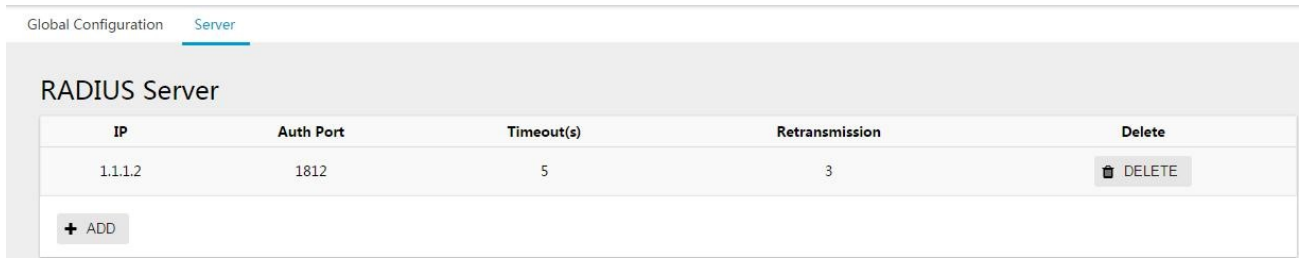 Global Configuration Server
RADIUS Server
IP Auth Port Timeout(s) Retransmission Delete
1.1.1.2 1812 5 3 DELETE
ADD